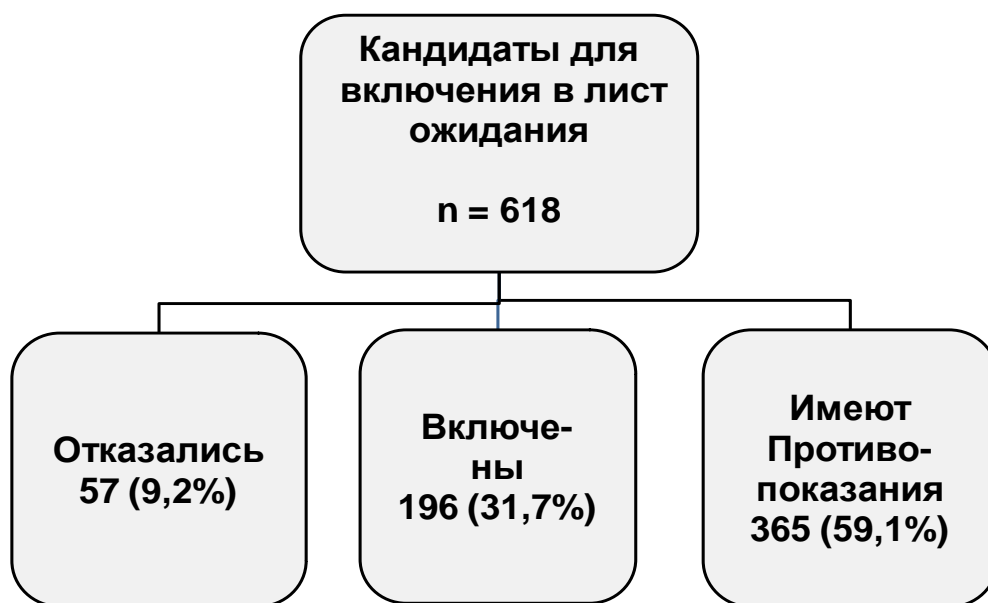 Кандидаты для
включения в лист
ожидания
n = 618
Отказались
57 (9,2%)
Включе-
ны
196 (31,7%)
Имеют
Противо-
показания
365 (59,1%)